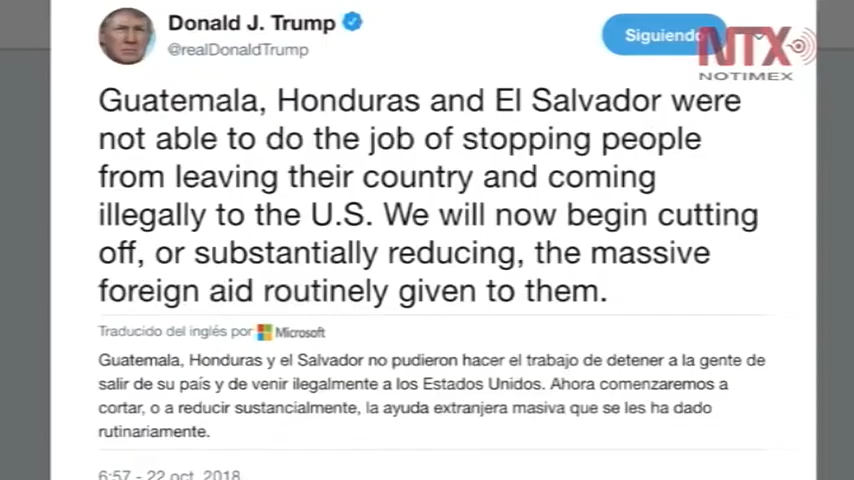 Donald J. Trump
@realDonaldTrump
Siguiendo
NTX
NOTIMEX
Guatemala, Honduras and El Salvador were
not able to do the job of stopping people
from leaving their country and coming
illegally to the U.S. We will now begin cutting
off, or substantially reducing, the massive
foreign aid routinely given to them.
Traducido del inglés por Microsoft
Guatemala, Honduras y el Salvador no pudieron hacer el trabajo de detener a la gente de
salir de su país y de venir ilegalmente a los Estados Unidos. Ahora comenzaremos a
cortar, o a reducir sustancialmente, la ayuda extranjera masiva que se les ha dado
rutinariamente.
6:57 - 22 oct. 2018